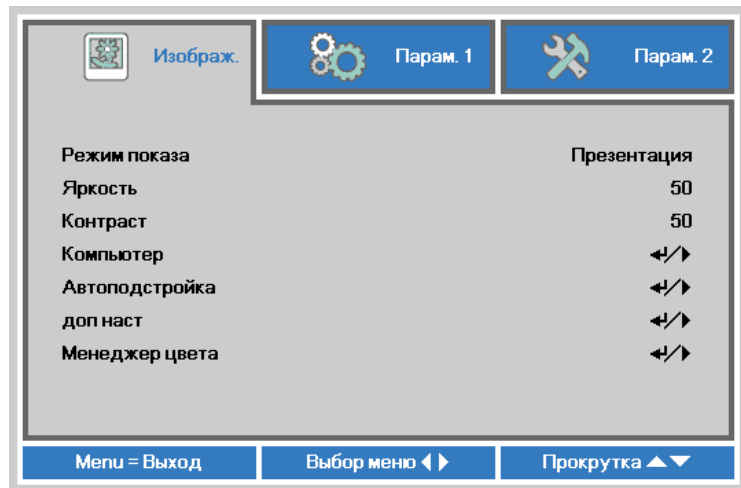 Изображ. Парам. 1 Парам. 2
Режим показа Презентация
Яркость 50
Контраст 50
Компьютер ↵/▶
Автоподстройка ↵/▶
доп наст ↵/▶
Менеджер цвета ↵/▶
Menu = Выход Выбор меню ◀▶ Прокрутка ▲▼